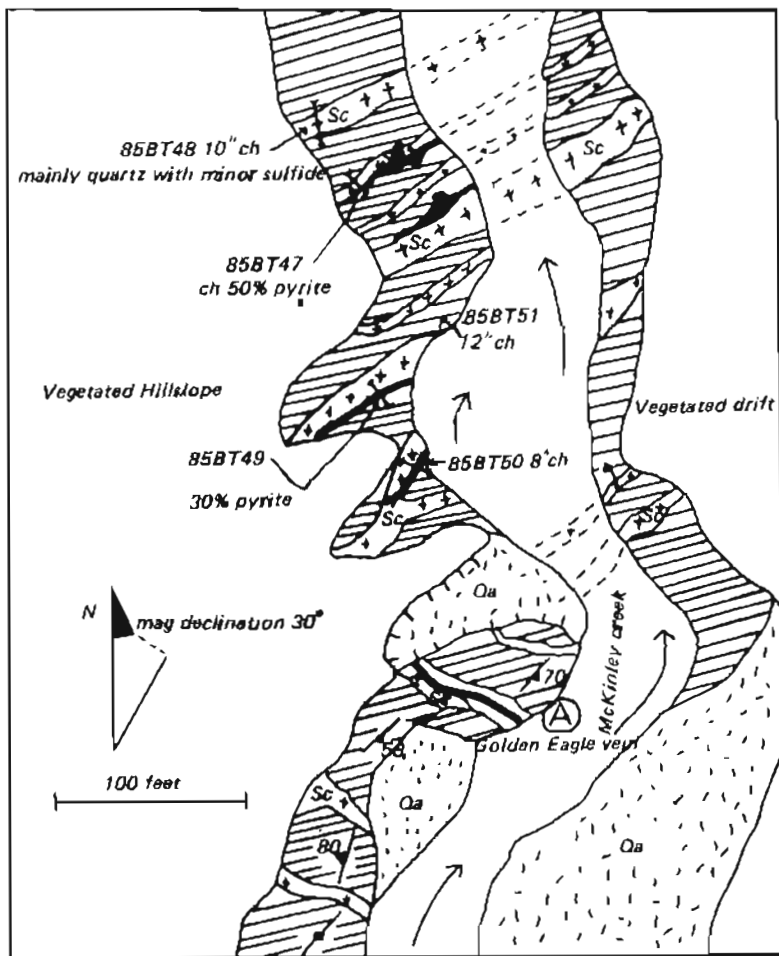 Sc
85BT48 10" ch
mainly quartz with minor sulfide
Sc
Sc
85BT47
ch 50% pyrite
85BT51
12" ch
Vegetated Hillslope
Vegetated drift
85BT49
30% pyrite
85BT50 8" ch
Sc
Sc
Qa
N
mag declination 30°
McKinley creek
70
A
Golden Eagle vein
100 feet
Sc
Qa
Qa
80